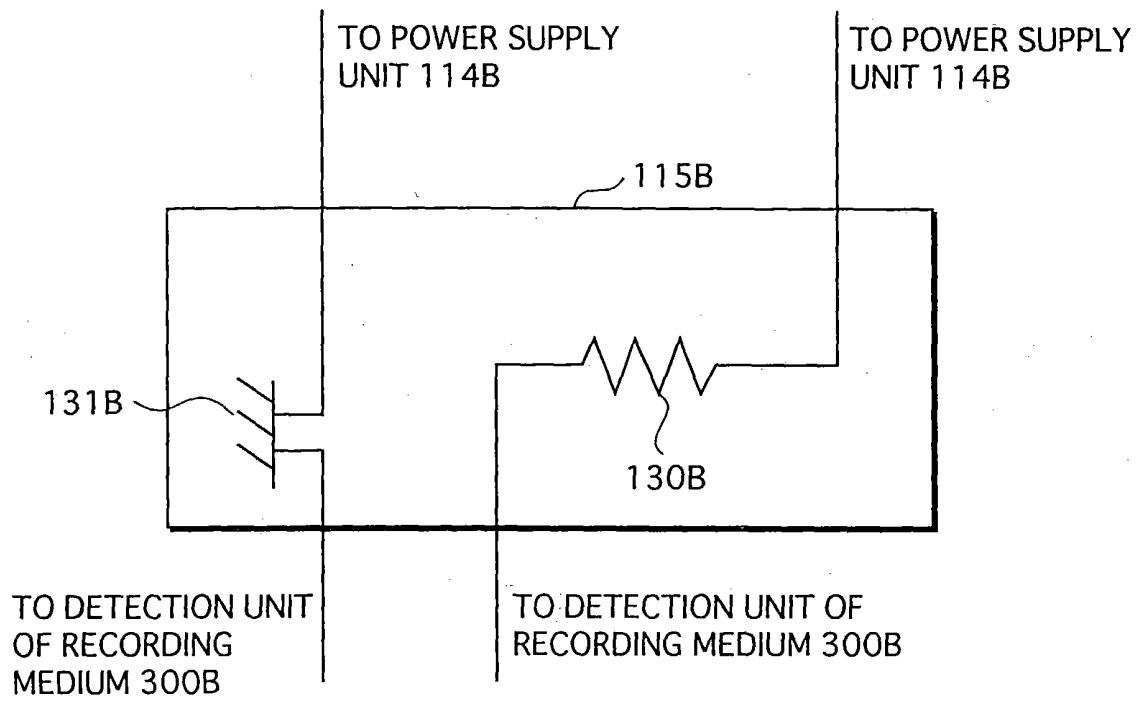 TO POWER SUPPLY
UNIT 114B
TO POWER SUPPLY
UNIT 114B
115B
131B
130B
TO DETECTION UNIT
OF RECORDING
MEDIUM 300B
TO DETECTION UNIT OF
RECORDING MEDIUM 300B